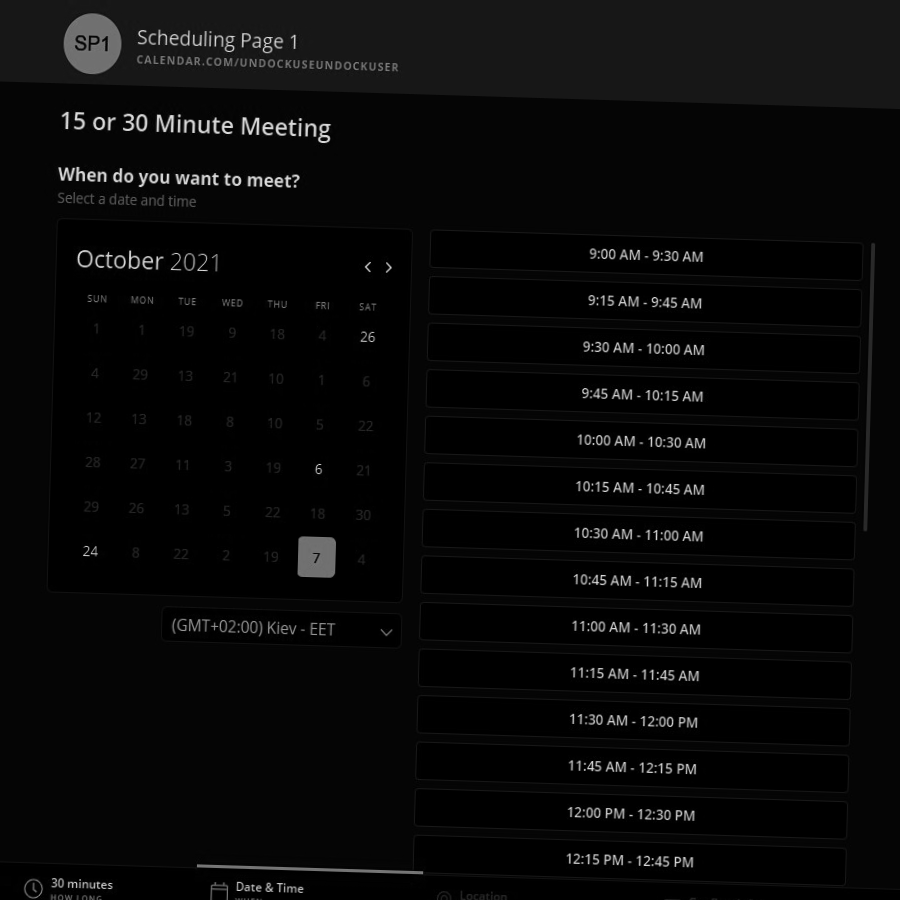 SP1
Scheduling Page 1
CALENDAR.COM/UNDOCKUSEUNDOCKUSER
15 or 30 Minute Meeting
When do you want to meet?
Select a date and time
October 2021
SUN MON TUE WED THU FRI SAT
1 1 19 9 18 4 26
4 29 13 21 10 1 6
12 13 18 8 10 5 22
28 27 11 3 19 6 21
29 26 13 5 22 18 30
24 8 22 2 19 7 4
(GMT+02:00) Kiev - EET
9:00 AM - 9:30 AM
9:15 AM - 9:45 AM
9:30 AM - 10:00 AM
9:45 AM - 10:15 AM
10:00 AM - 10:30 AM
10:15 AM - 10:45 AM
10:30 AM - 11:00 AM
10:45 AM - 11:15 AM
11:00 AM - 11:30 AM
11:15 AM - 11:45 AM
11:30 AM - 12:00 PM
11:45 AM - 12:15 PM
12:00 PM - 12:30 PM
12:15 PM - 12:45 PM
30 minutes
HOW LONG
Date & Time
Location